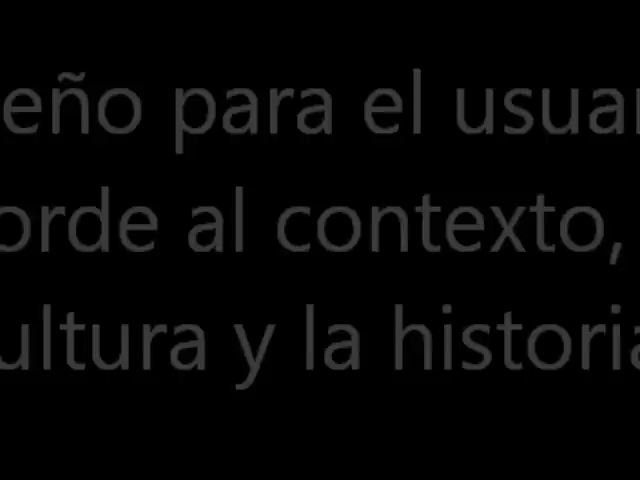 eño para el usuar
orde al contexto,
ultura y la historia